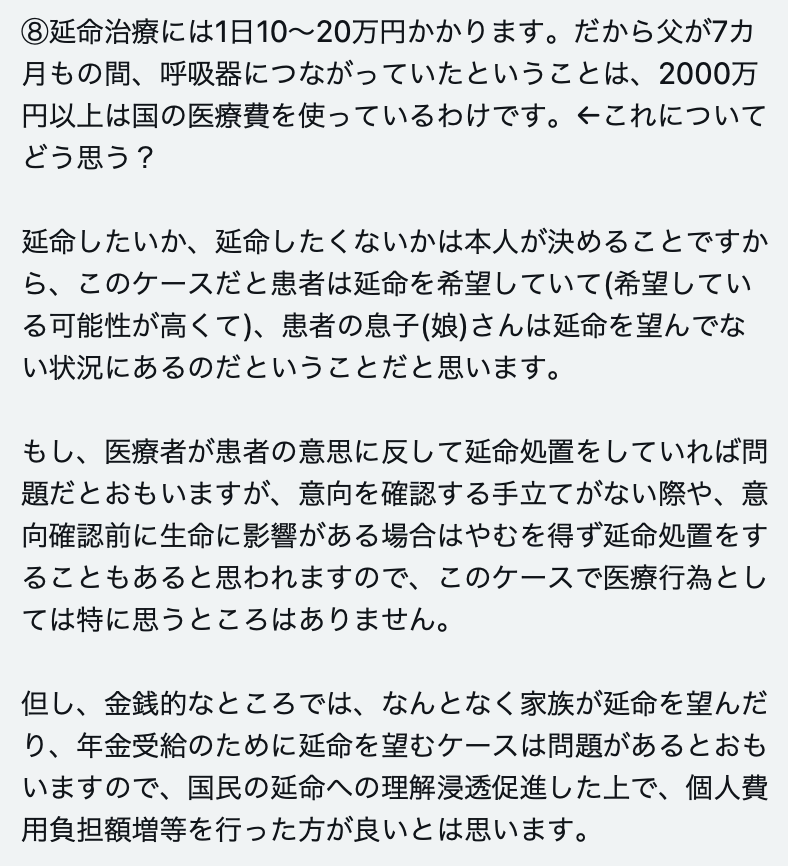 ⑧延命治療には1日10〜20万円かかります。だから父が7カ
月もの間、呼吸器につながっていたということは、2000万
円以上は国の医療費を使っているわけです。←これについて
どう思う？
延命したいか、延命したくないかは本人が決めることですか
ら、このケースだと患者は延命を希望していて(希望してい
る可能性が高くて)、患者の息子(娘)さんは延命を望んでな
い状況にあるのだということだと思います。
もし、医療者が患者の意思に反して延命処置をしていれば問
題だとおもいますが、意向を確認する手立てがない際や、意
向確認前に生命に影響がある場合はやむを得ず延命処置をす
ることもあると思われますので、このケースで医療行為とし
ては特に思うところはありません。
但し、金銭的なところでは、なんとなく家族が延命を望んだ
り、年金受給のために延命を望むケースは問題があるとおも
いますので、国民の延命への理解浸透促進した上で、個人費
用負担額増等を行った方が良いとは思います。